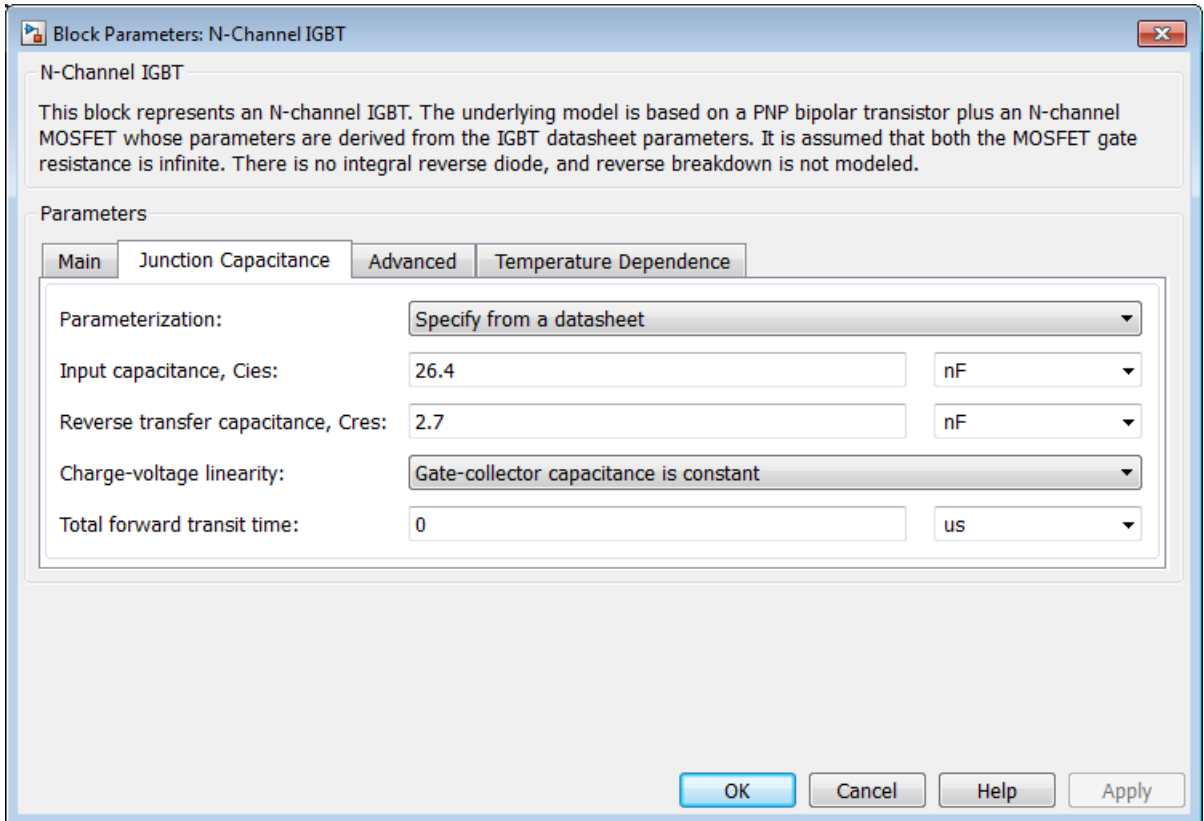 Block Parameters: N-Channel IGBT
N-Channel IGBT
This block represents an N-channel IGBT. The underlying model is based on a PNP bipolar transistor plus an N-channel
MOSFET whose parameters are derived from the IGBT datasheet parameters. It is assumed that both the MOSFET gate
resistance is infinite. There is no integral reverse diode, and reverse breakdown is not modeled.
Parameters
Main Junction Capacitance Advanced Temperature Dependence
Parameterization: Specify from a datasheet
Input capacitance, Cies: 26.4 nF
Reverse transfer capacitance, Cres: 2.7 nF
Charge-voltage linearity: Gate-collector capacitance is constant
Total forward transit time: 0 us
OK Cancel Help Apply